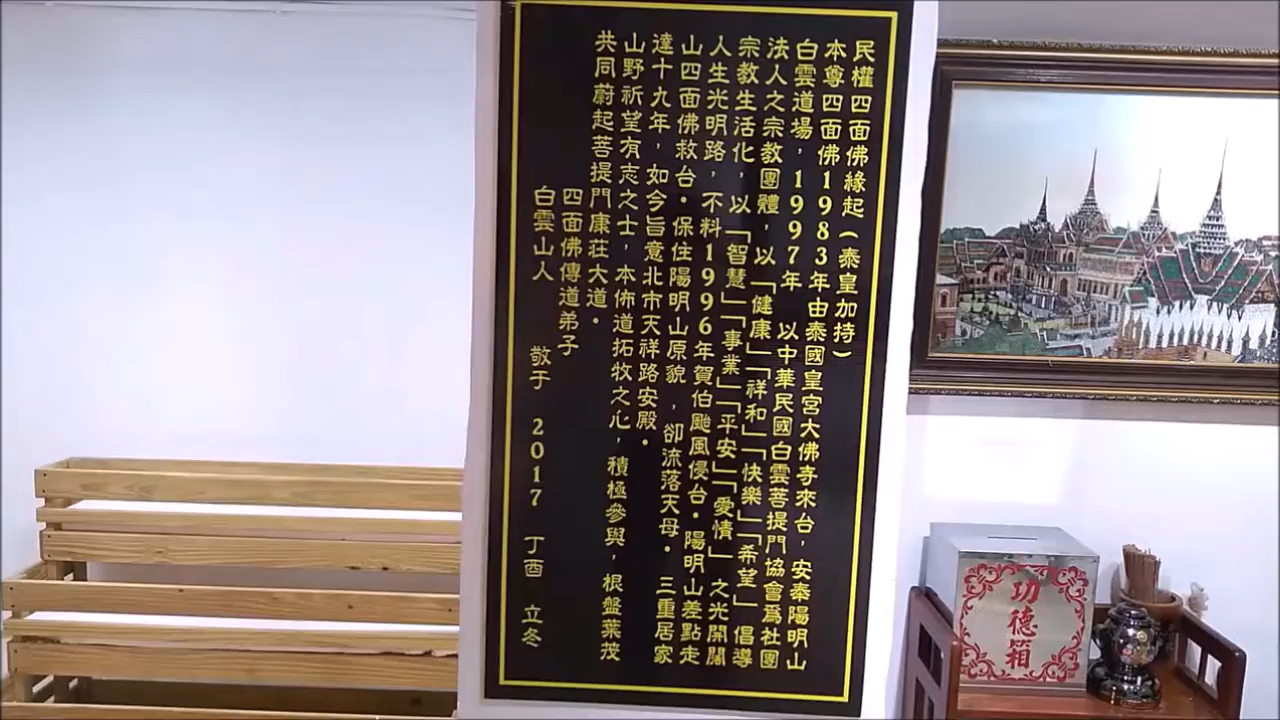 民權四面佛緣起(泰皇加持)
本尊四面佛1983年由泰國皇宮大佛寺來台，安奉陽明山
白雲道場，1997年 以中華民國白雲菩提門協會爲社團
法人之宗教團體，以「健康」「祥和」「快樂」「希望」倡導
宗教生活化，以「智慧」「事業」「平安」「愛情」之光開闢
人生光明路，不料1996年賀伯颱風侵台。陽明山差點走
山四面佛救台。保住陽明山原貌，卻流落天母。三重居家
達十九年，如今旨意北市天祥路安殿。
山野祈望有志之士，本佈道拓牧之心，積極參與，根盤葉茂
共同蔚起菩提門康莊大道。
四面佛傳道弟子
白雲山人 敬于 2017 丁酉 立冬
功德箱